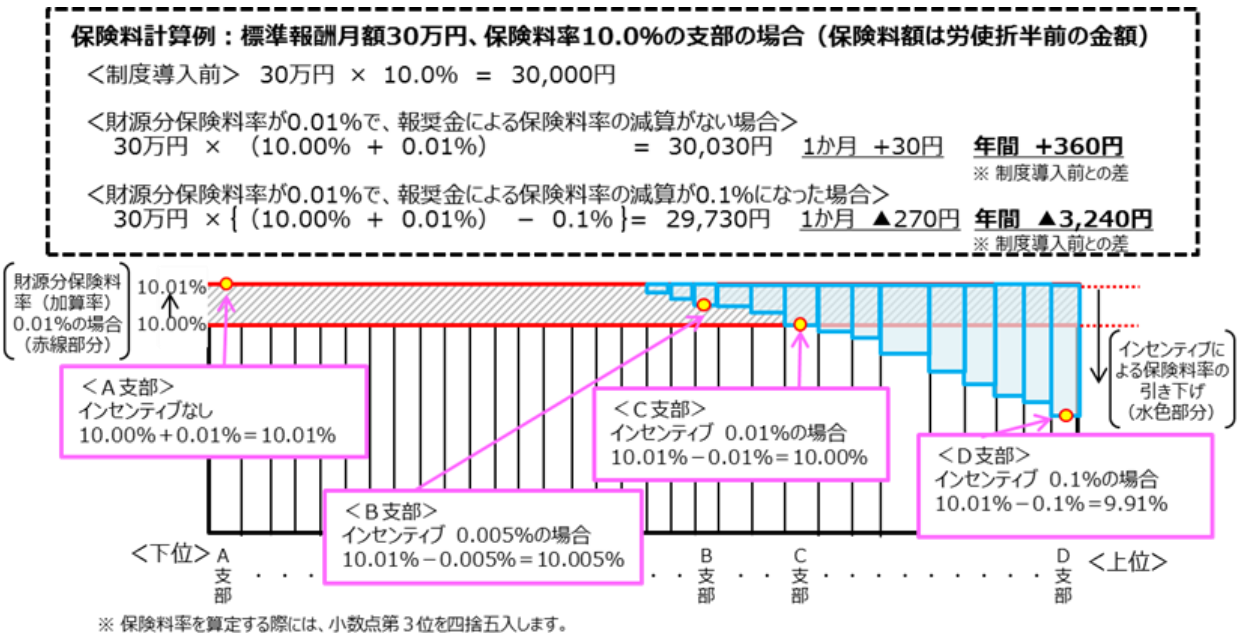 保険料計算例：標準報酬月額30万円、保険料率10.0%の支部の場合（保険料額は労使折半前の金額）
＜制度導入前＞ 30万円 × 10.0% = 30,000円
＜財源分保険料率が0.01%で、報奨金による保険料率の減算がない場合＞
30万円 × （10.00% + 0.01%） = 30,030円 1か月 +30円 年間 +360円
※ 制度導入前との差
＜財源分保険料率が0.01%で、報奨金による保険料率の減算が0.1%になった場合＞
30万円 ×｛（10.00% + 0.01%） − 0.1%｝= 29,730円 1か月 ▲270円 年間 ▲3,240円
※ 制度導入前との差
財源分保険料
率（加算率）
0.01%の場合
（赤線部分）
10.01%
10.00%
インセンティブに
よる保険料率の
引き下げ
（水色部分）
＜A支部＞
インセンティブなし
10.00%＋0.01%＝10.01%
＜B支部＞
インセンティブ 0.005%の場合
10.01%−0.005%＝10.005%
＜C支部＞
インセンティブ 0.01%の場合
10.01%−0.01%＝10.00%
＜D支部＞
インセンティブ 0.1%の場合
10.01%−0.1%＝9.91%
＜下位＞
A支部
B支部
C支部
D支部
＜上位＞
※ 保険料率を算定する際には、小数点第３位を四捨五入します。